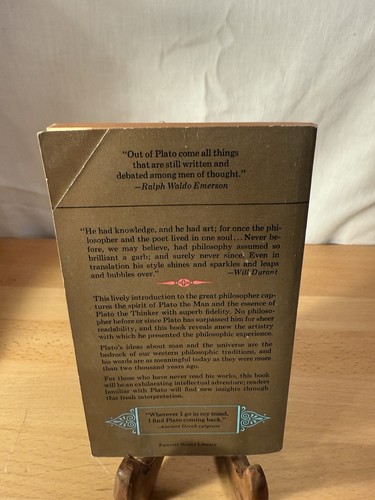 “Out of Plato come all things
that are still written and
debated among men of thought.”
—Ralph Waldo Emerson
“He had knowledge, and he had art; for once the phi-
losopher and the poet lived in one soul... Never be-
fore, we may believe, had philosophy assumed so
brilliant a garb; and surely never since. Even in
translation his style shines and sparkles and leaps
and bubbles over.”
—Will Durant
This lively introduction to the great philosopher cap-
tures the spirit of Plato the Man and the essence of
Plato the Thinker with superb fidelity. No philoso-
pher before or since Plato has surpassed him for sheer
readability, and this book reveals anew the artistry
with which he presented the philosophic experience.
Plato's ideas about man and the universe are the
bedrock of our western philosophic traditions, and
his words are as meaningful today as they were more
than two thousand years ago.
For those who have never read his works, this book
will be an exhilarating intellectual adventure; readers
familiar with Plato will find new insights through
this fresh interpretation.
“Wherever I go in my mind,
I find Plato coming back.”
—Ancient Greek epigram
Fawcett World Library